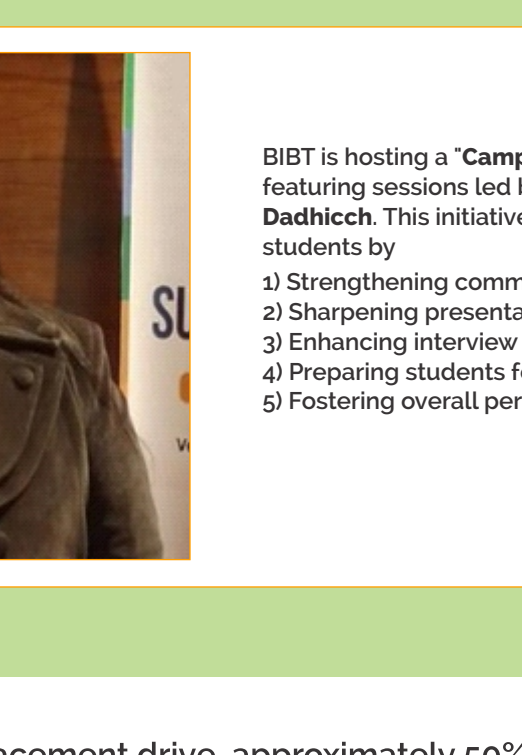 BIBT is hosting a "Camp
featuring sessions led b
Dadhicch. This initiative
students by
1) Strengthening comm
2) Sharpening presenta
3) Enhancing interview
4) Preparing students fo
5) Fostering overall per
SU
Ve
acement drive, approximately 50%